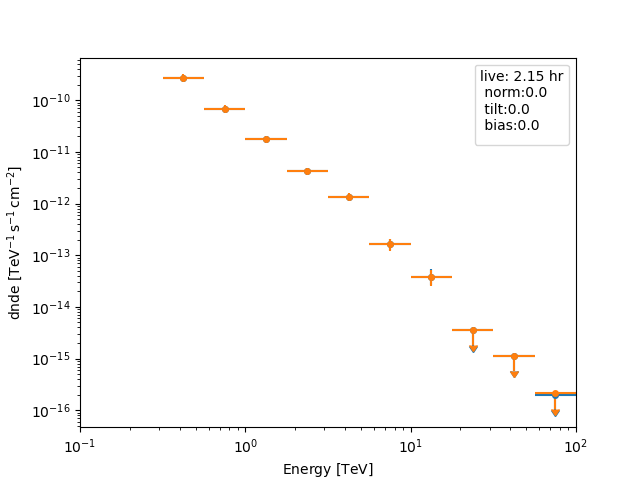 live: 2.15 hr
norm:0.0
tilt:0.0
bias:0.0
dnde [TeV⁻¹ s⁻¹ cm⁻²]
10⁻¹⁰
10⁻¹¹
10⁻¹²
10⁻¹³
10⁻¹⁴
10⁻¹⁵
10⁻¹⁶
10⁻¹ 10⁰ 10¹ 10²
Energy [TeV]